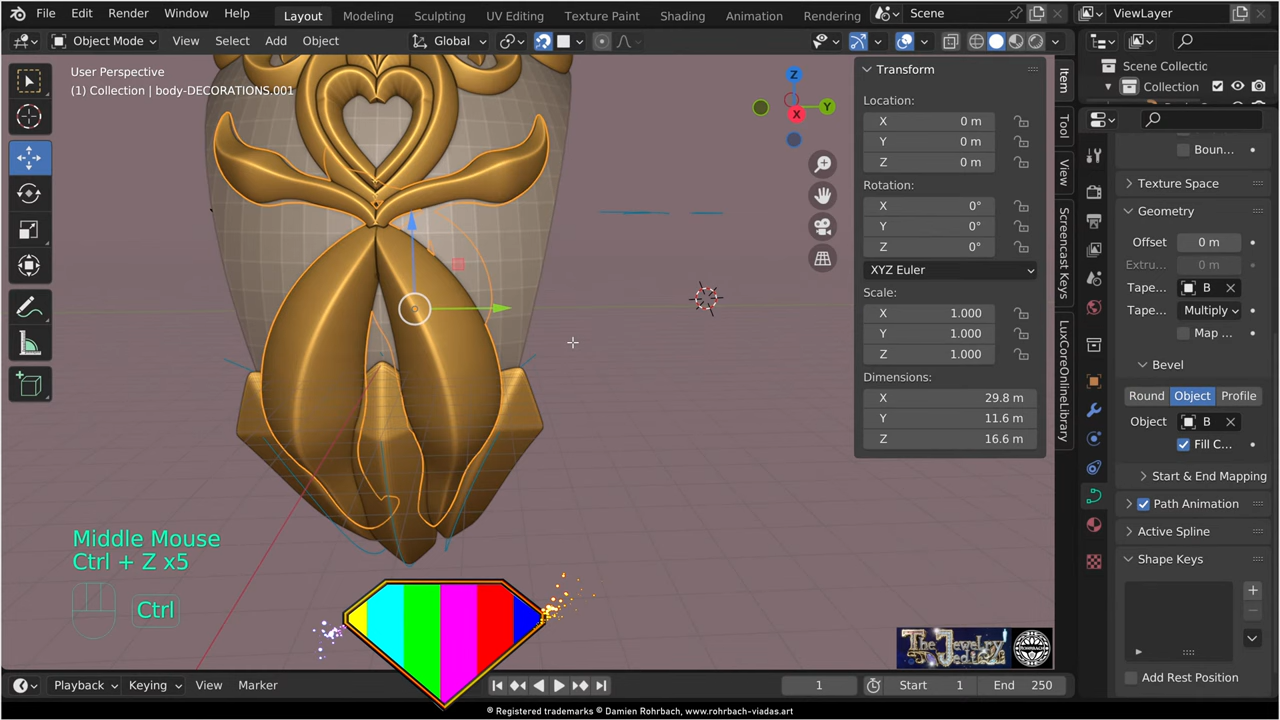 File Edit Render Window Help Layout Modeling Sculpting UV Editing Texture Paint Shading Animation Rendering Scene ViewLayer
Object Mode View Select Add Object Global
User Perspective
(1) Collection | body-DECORATIONS.001
Z
Y
X
Transform
Location:
X 0 m
Y 0 m
Z 0 m
Rotation:
X 0°
Y 0°
Z 0°
XYZ Euler
Scale:
X 1.000
Y 1.000
Z 1.000
Dimensions:
X 29.8 m
Y 11.6 m
Z 16.6 m
Item
Tool
View
Screencast Keys
LuxCoreOnlineLibrary
Scene Collectic
Collection
Boun...
Texture Space
Geometry
Offset 0 m
Extru... 0 m
Tape... B
Tape... Multiply
Map ...
Bevel
Round Object Profile
Object B
Fill C...
Start & End Mapping
Path Animation
Active Spline
Shape Keys
Add Rest Position
Middle Mouse
Ctrl + Z x5
Ctrl
The Jewelry Vedic
ROHRBACH
Playback Keying View Marker 1 Start 1 End 250
® Registered trademarks © Damien Rohrbach, www.rohrbach-viadas.art